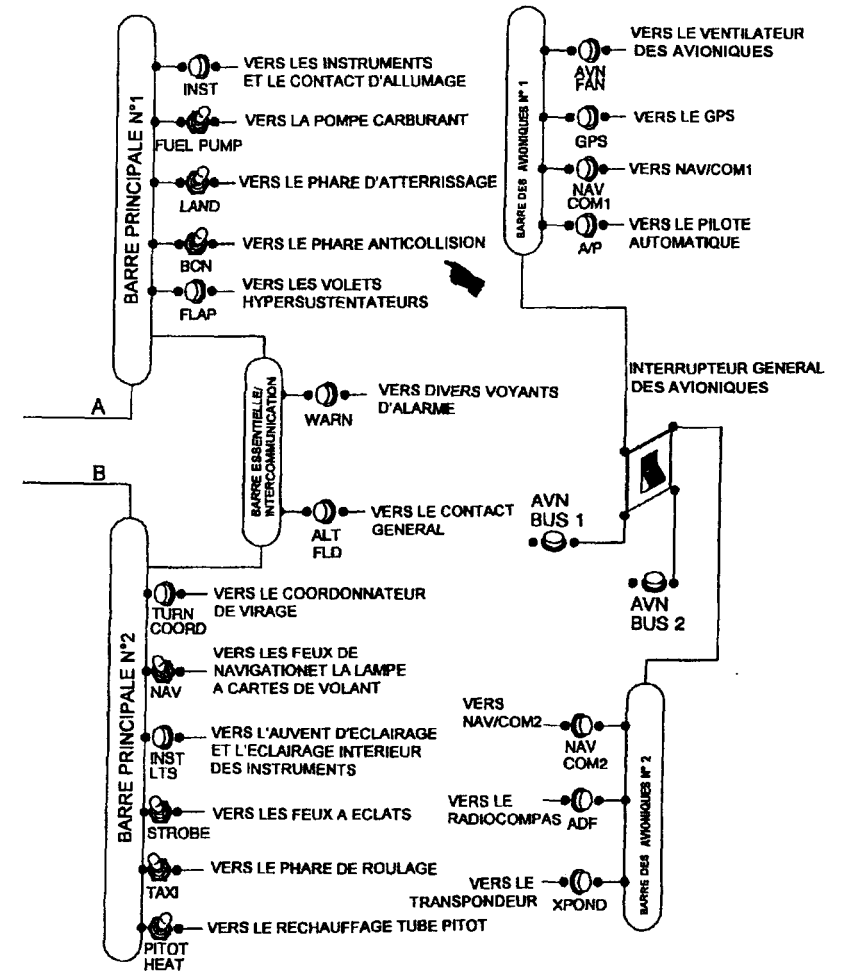 BARRE PRINCIPALE N°1
INST
VERS LES INSTRUMENTS
ET LE CONTACT D'ALLUMAGE
FUEL PUMP
VERS LA POMPE CARBURANT
LAND
VERS LE PHARE D'ATTERRISSAGE
BCN
VERS LE PHARE ANTICOLLISION
FLAP
VERS LES VOLETS
HYPERSUSTENTATEURS
A
B
BARRE ESSENTIELLE/
INTERCOMMUNICATION
WARN
VERS DIVERS VOYANTS
D'ALARME
ALT
FLD
VERS LE CONTACT
GENERAL
BARRE PRINCIPALE N°2
TURN
COORD
VERS LE COORDONNATEUR
DE VIRAGE
NAV
VERS LES FEUX DE
NAVIGATIONET LA LAMPE
A CARTES DE VOLANT
INST
LTS
VERS L'AUVENT D'ECLAIRAGE
ET L'ECLAIRAGE INTERIEUR
DES INSTRUMENTS
STROBE
VERS LES FEUX A ECLATS
TAXI
VERS LE PHARE DE ROULAGE
PITOT
HEAT
VERS LE RECHAUFFAGE TUBE PITOT
BARRE DES AVIONIQUES N° 1
AVN
FAN
VERS LE VENTILATEUR
DES AVIONIQUES
GPS
VERS LE GPS
NAV
COM1
VERS NAV/COM1
A/P
VERS LE PILOTE
AUTOMATIQUE
INTERRUPTEUR GENERAL
DES AVIONIQUES
AVN
BUS 1
AVN
BUS 2
BARRE DES AVIONIQUES N° 2
VERS
NAV/COM2
NAV
COM2
VERS LE
RADIOCOMPAS
ADF
VERS LE
TRANSPONDEUR
XPOND